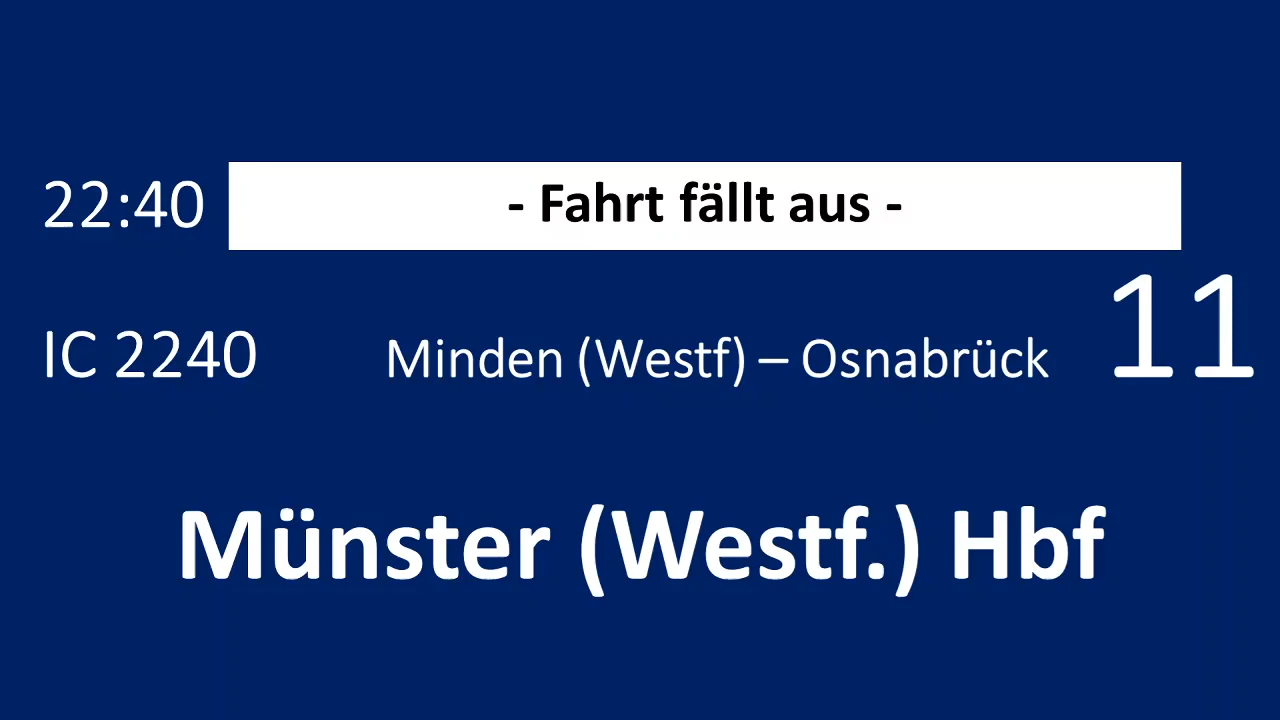 22:40 - Fahrt fällt aus -
IC 2240 Minden (Westf) – Osnabrück 11
Münster (Westf.) Hbf